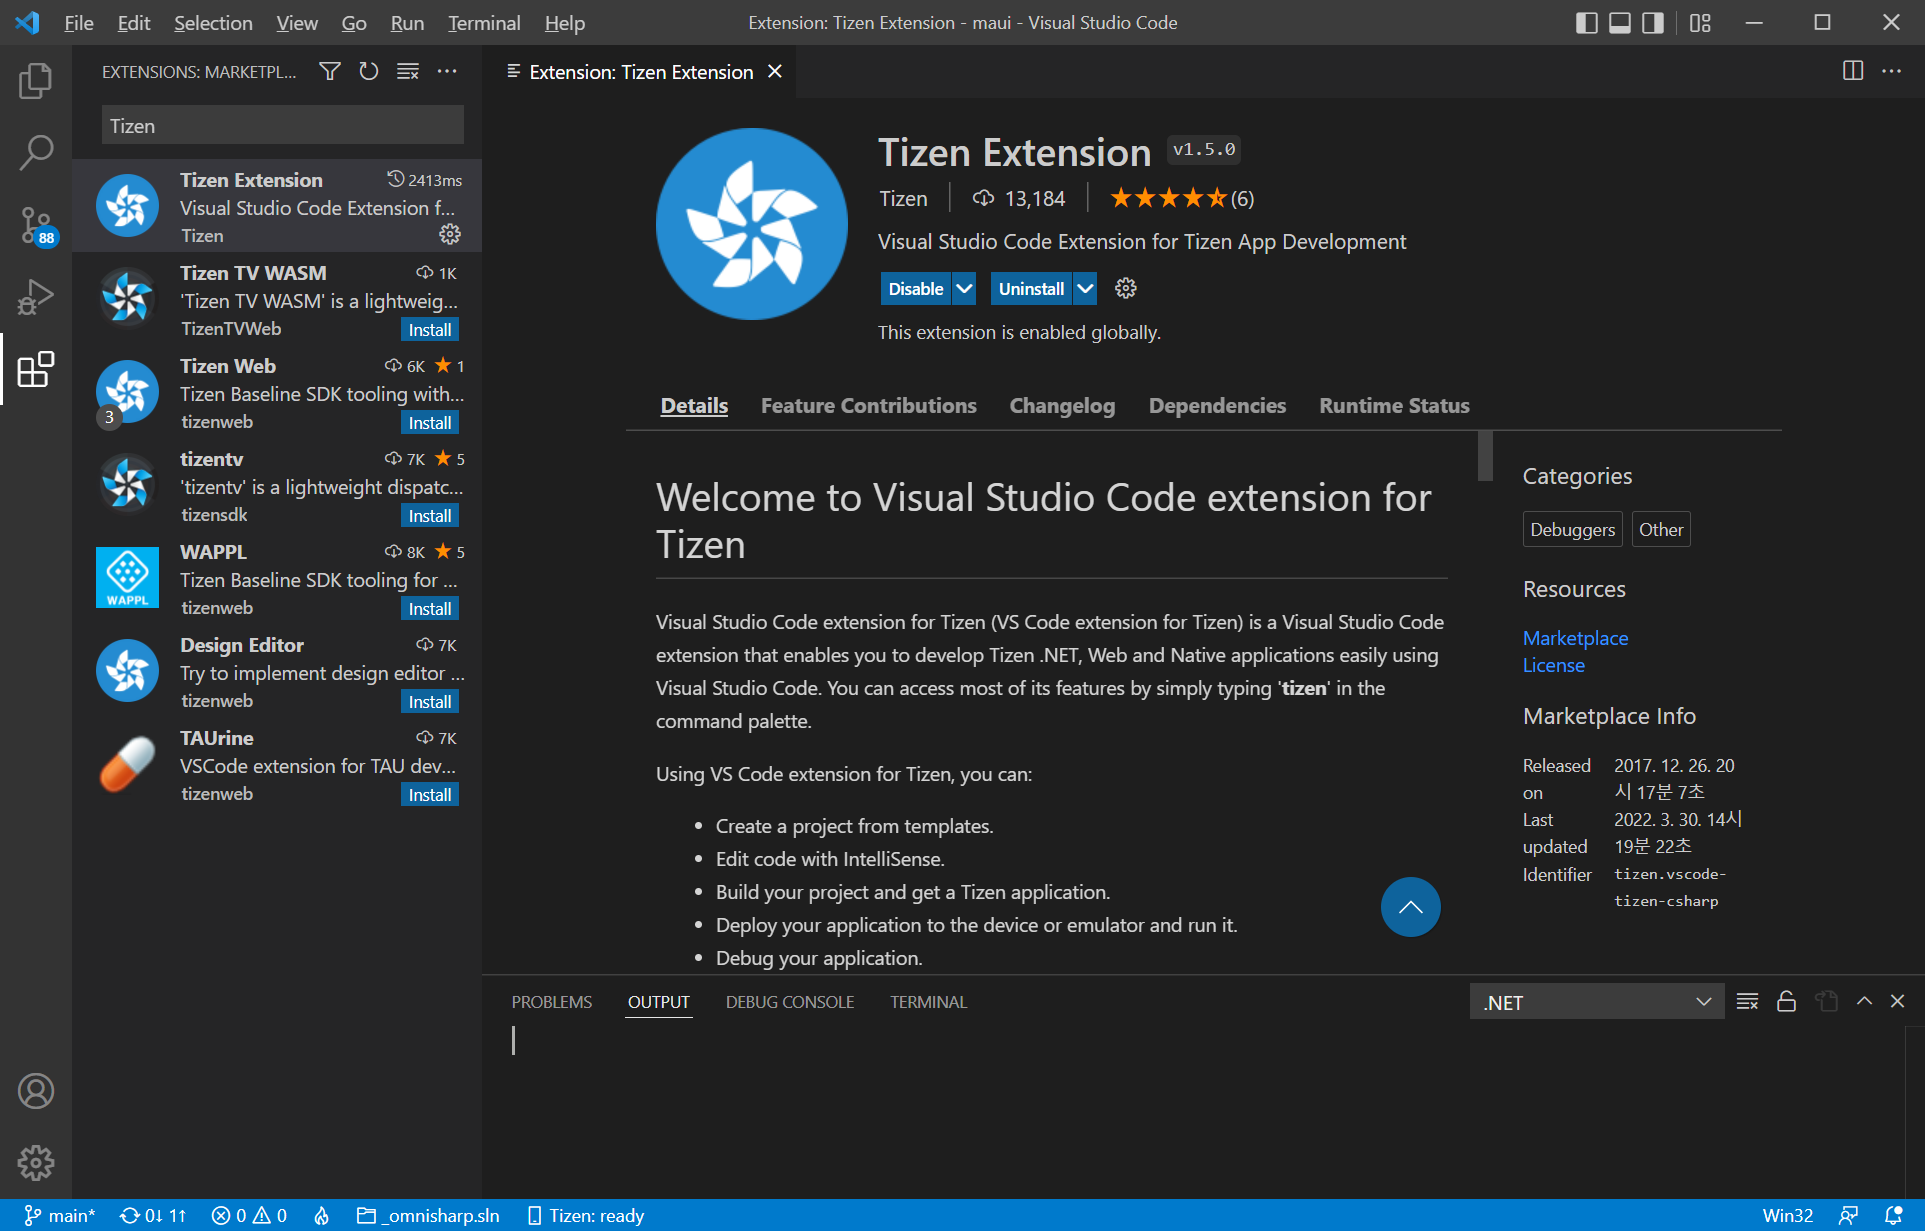 File Edit Selection View Go Run Terminal Help
Extension: Tizen Extension - maui - Visual Studio Code
EXTENSIONS: MARKETPL...
Tizen
Tizen Extension 2413ms
Visual Studio Code Extension f...
Tizen
Tizen TV WASM 1K
'Tizen TV WASM' is a lightweig...
TizenTVWeb Install
Tizen Web 6K 1
Tizen Baseline SDK tooling with...
3
tizenweb Install
tizentv 7K 5
'tizentv' is a lightweight dispatc...
tizensdk Install
WAPPL 8K 5
Tizen Baseline SDK tooling for ...
WAPPL
tizenweb Install
Design Editor 7K
Try to implement design editor ...
tizenweb Install
TAUrine 7K
VSCode extension for TAU dev...
tizenweb Install
88
Extension: Tizen Extension
Tizen Extension v1.5.0
Tizen 13,184 (6)
Visual Studio Code Extension for Tizen App Development
Disable Uninstall
This extension is enabled globally.
Details Feature Contributions Changelog Dependencies Runtime Status
Welcome to Visual Studio Code extension for
Tizen
Visual Studio Code extension for Tizen (VS Code extension for Tizen) is a Visual Studio Code
extension that enables you to develop Tizen .NET, Web and Native applications easily using
Visual Studio Code. You can access most of its features by simply typing 'tizen' in the
command palette.
Using VS Code extension for Tizen, you can:
• Create a project from templates.
• Edit code with IntelliSense.
• Build your project and get a Tizen application.
• Deploy your application to the device or emulator and run it.
• Debug your application.
Categories
Debuggers Other
Resources
Marketplace
License
Marketplace Info
Released 2017. 12. 26. 20
on 시 17분 7초
Last 2022. 3. 30. 14시
updated 19분 22초
Identifier tizen.vscode-
tizen-csharp
PROBLEMS OUTPUT DEBUG CONSOLE TERMINAL
.NET
main* 0↓ 1↑ 0 0 _omnisharp.sln Tizen: ready Win32